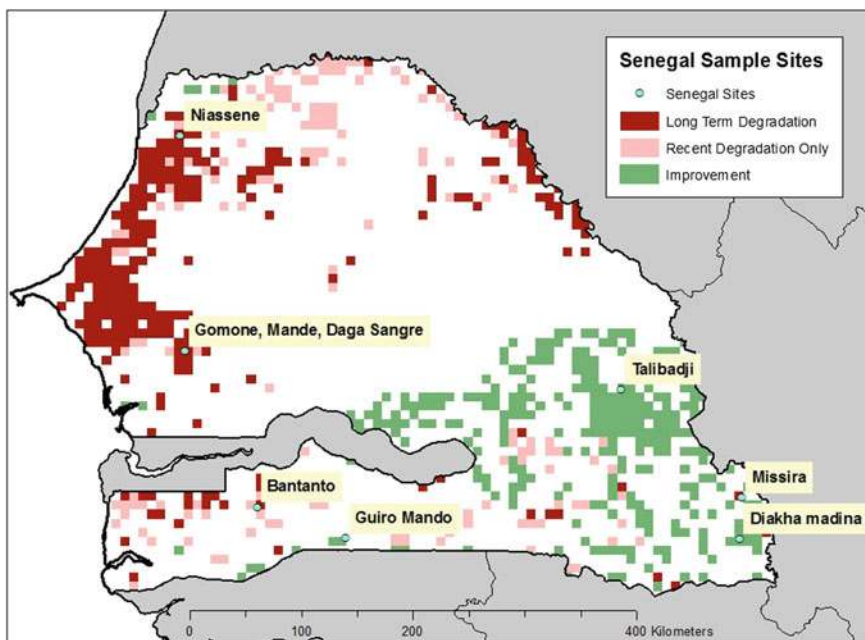 Senegal Sample Sites
Senegal Sites
Long Term Degradation
Recent Degradation Only
Improvement
Niassene
Gomone, Mande, Daga Sangre
Talibadji
Missira
Bantanto
Guiro Mando
Diakha madina
0 100 200 400 Kilometers